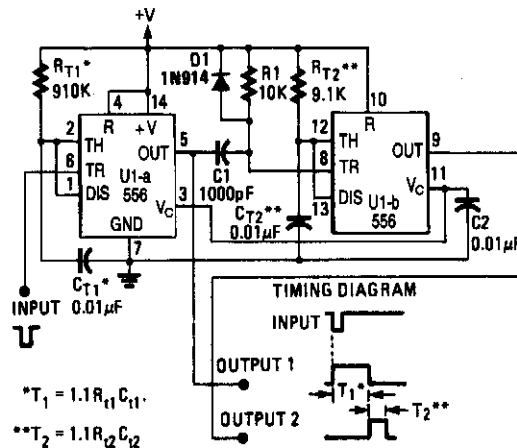 +V
RT1*
910K
D1
1N914
R1
10K
RT2**
9.1K
4
14
10
R
+V
R
2
TH
6
TR
1
DIS
OUT
5
U1-a
556
3
VC
GND
7
C1
1000pF
12
TH
8
TR
DIS
13
OUT
9
11
VC
U1-b
556
CT2**
0.01µF
C2
0.01µF
CT1*
0.01µF
INPUT
TIMING DIAGRAM
INPUT
OUTPUT 1
T1*
T2**
OUTPUT 2
*T1 = 1.1Rt1Ct1.
**T2 = 1.1Rt2Ct2